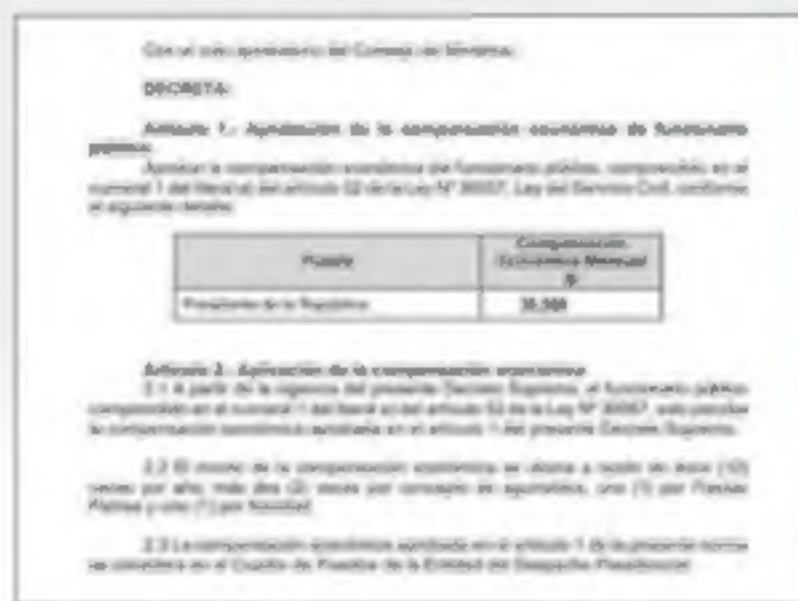 Con el voto aprobatorio del Consejo de Ministros;
DECRETA:
Artículo 1.- Aprobación de la compensación económica de funcionario
público
Aprobar la compensación económica del funcionario público, comprendido en el
numeral 1 del literal a) del artículo 52 de la Ley Nº 30057, Ley del Servicio Civil, conforme
al siguiente detalle:
Puesto
Compensación
Económica Mensual
S/
Presidente de la República
Artículo 2.- Aplicación de la compensación económica
2.1 A partir de la vigencia del presente Decreto Supremo, el funcionario público
comprendido en el numeral 1 del literal a) del artículo 52 de la Ley Nº 30057, solo percibe
la compensación económica aprobada en el artículo 1 del presente Decreto Supremo.
2.2 El monto de la compensación económica se abona a razón de doce (12)
veces por año, más dos (2) veces por concepto de aguinaldos, uno (1) por Fiestas
Patrias y uno (1) por Navidad.
2.3 La compensación económica aprobada en el artículo 1 de la presente norma
se considera en el Cuadro de Puestos de la Entidad del Despacho Presidencial.